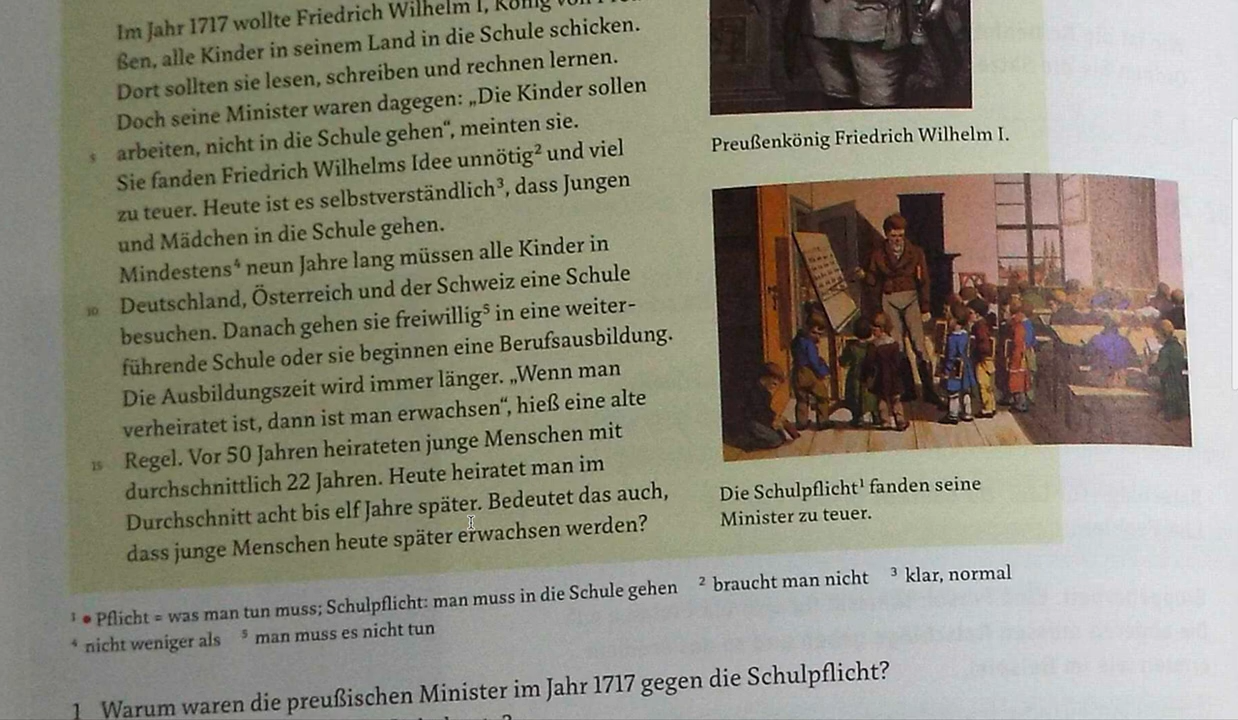 Im Jahr 1717 wollte Friedrich Wilhelm I, König von
ßen, alle Kinder in seinem Land in die Schule schicken.
Dort sollten sie lesen, schreiben und rechnen lernen.
Doch seine Minister waren dagegen: „Die Kinder sollen
5 arbeiten, nicht in die Schule gehen“, meinten sie.
Sie fanden Friedrich Wilhelms Idee unnötig² und viel
zu teuer. Heute ist es selbstverständlich³, dass Jungen
und Mädchen in die Schule gehen.
Mindestens⁴ neun Jahre lang müssen alle Kinder in
10 Deutschland, Österreich und der Schweiz eine Schule
besuchen. Danach gehen sie freiwillig⁵ in eine weiter-
führende Schule oder sie beginnen eine Berufsausbildung.
Die Ausbildungszeit wird immer länger. „Wenn man
verheiratet ist, dann ist man erwachsen“, hieß eine alte
15 Regel. Vor 50 Jahren heirateten junge Menschen mit
durchschnittlich 22 Jahren. Heute heiratet man im
Durchschnitt acht bis elf Jahre später. Bedeutet das auch,
dass junge Menschen heute später erwachsen werden?
Preußenkönig Friedrich Wilhelm I.
Die Schulpflicht¹ fanden seine
Minister zu teuer.
¹ • Pflicht = was man tun muss; Schulpflicht: man muss in die Schule gehen ² braucht man nicht ³ klar, normal
⁴ nicht weniger als ⁵ man muss es nicht tun
1 Warum waren die preußischen Minister im Jahr 1717 gegen die Schulpflicht?